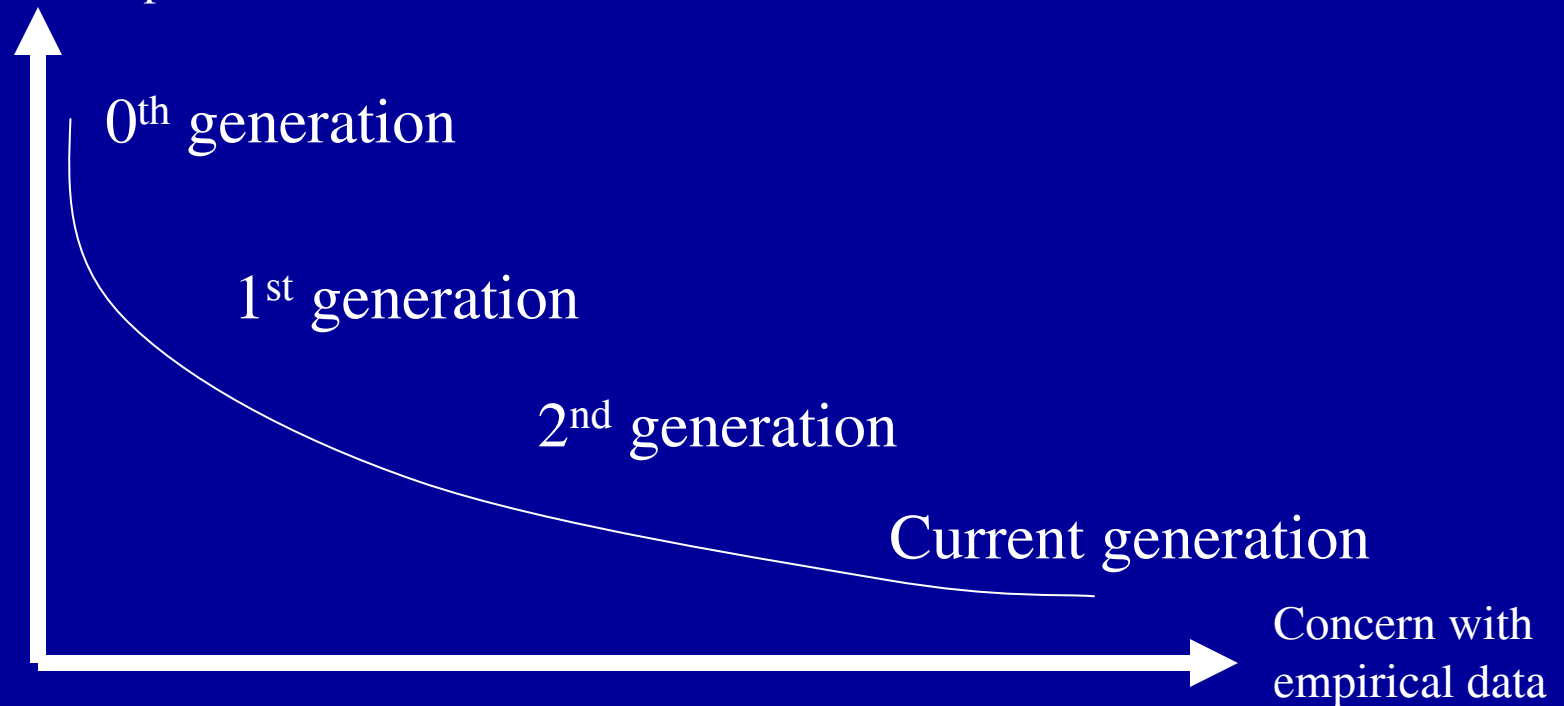 0th generation
1st generation
2nd generation
Current generation
Concern with
empirical data